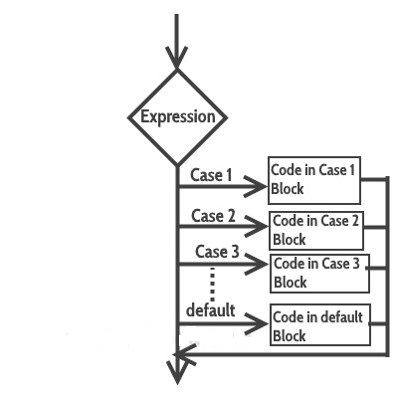 Expression
Case 1
Code in Case 1
Block
Case 2
Code in Case 2
Block
Case 3
Code in Case 3
Block
default
Code in default
Block